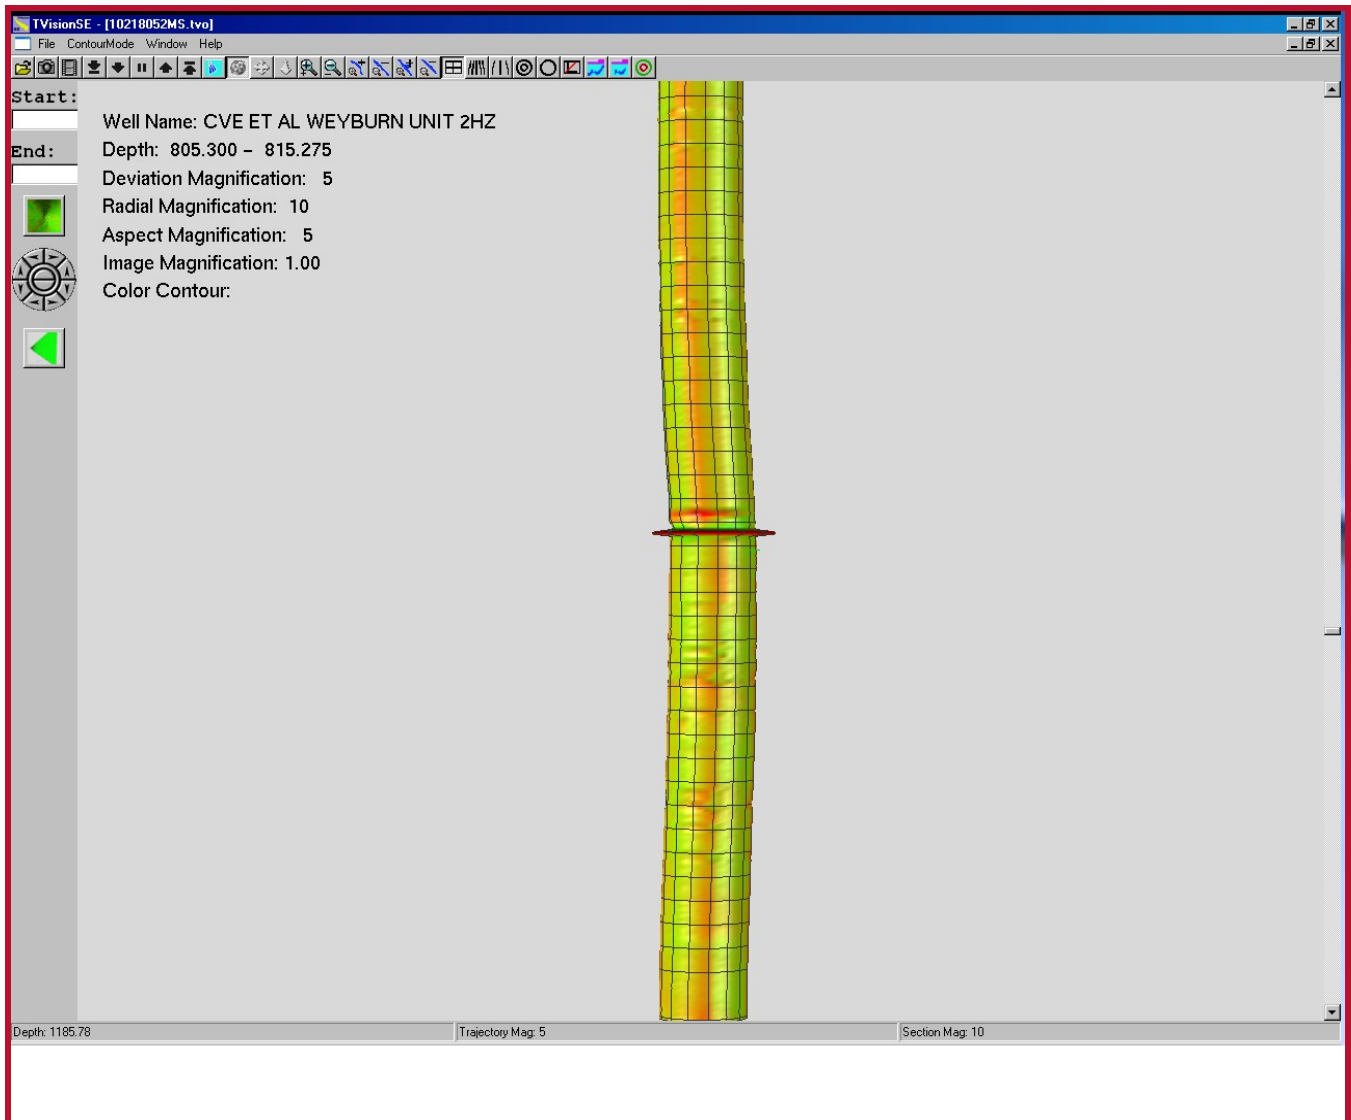 TVisionSE - [10218052MS.tvo]
File ContourMode Window Help
Start:
End:
Well Name: CVE ET AL WEYBURN UNIT 2HZ
Depth: 805.300 - 815.275
Deviation Magnification: 5
Radial Magnification: 10
Aspect Magnification: 5
Image Magnification: 1.00
Color Contour:
Depth: 1185.78
Trajectory Mag: 5
Section Mag: 10